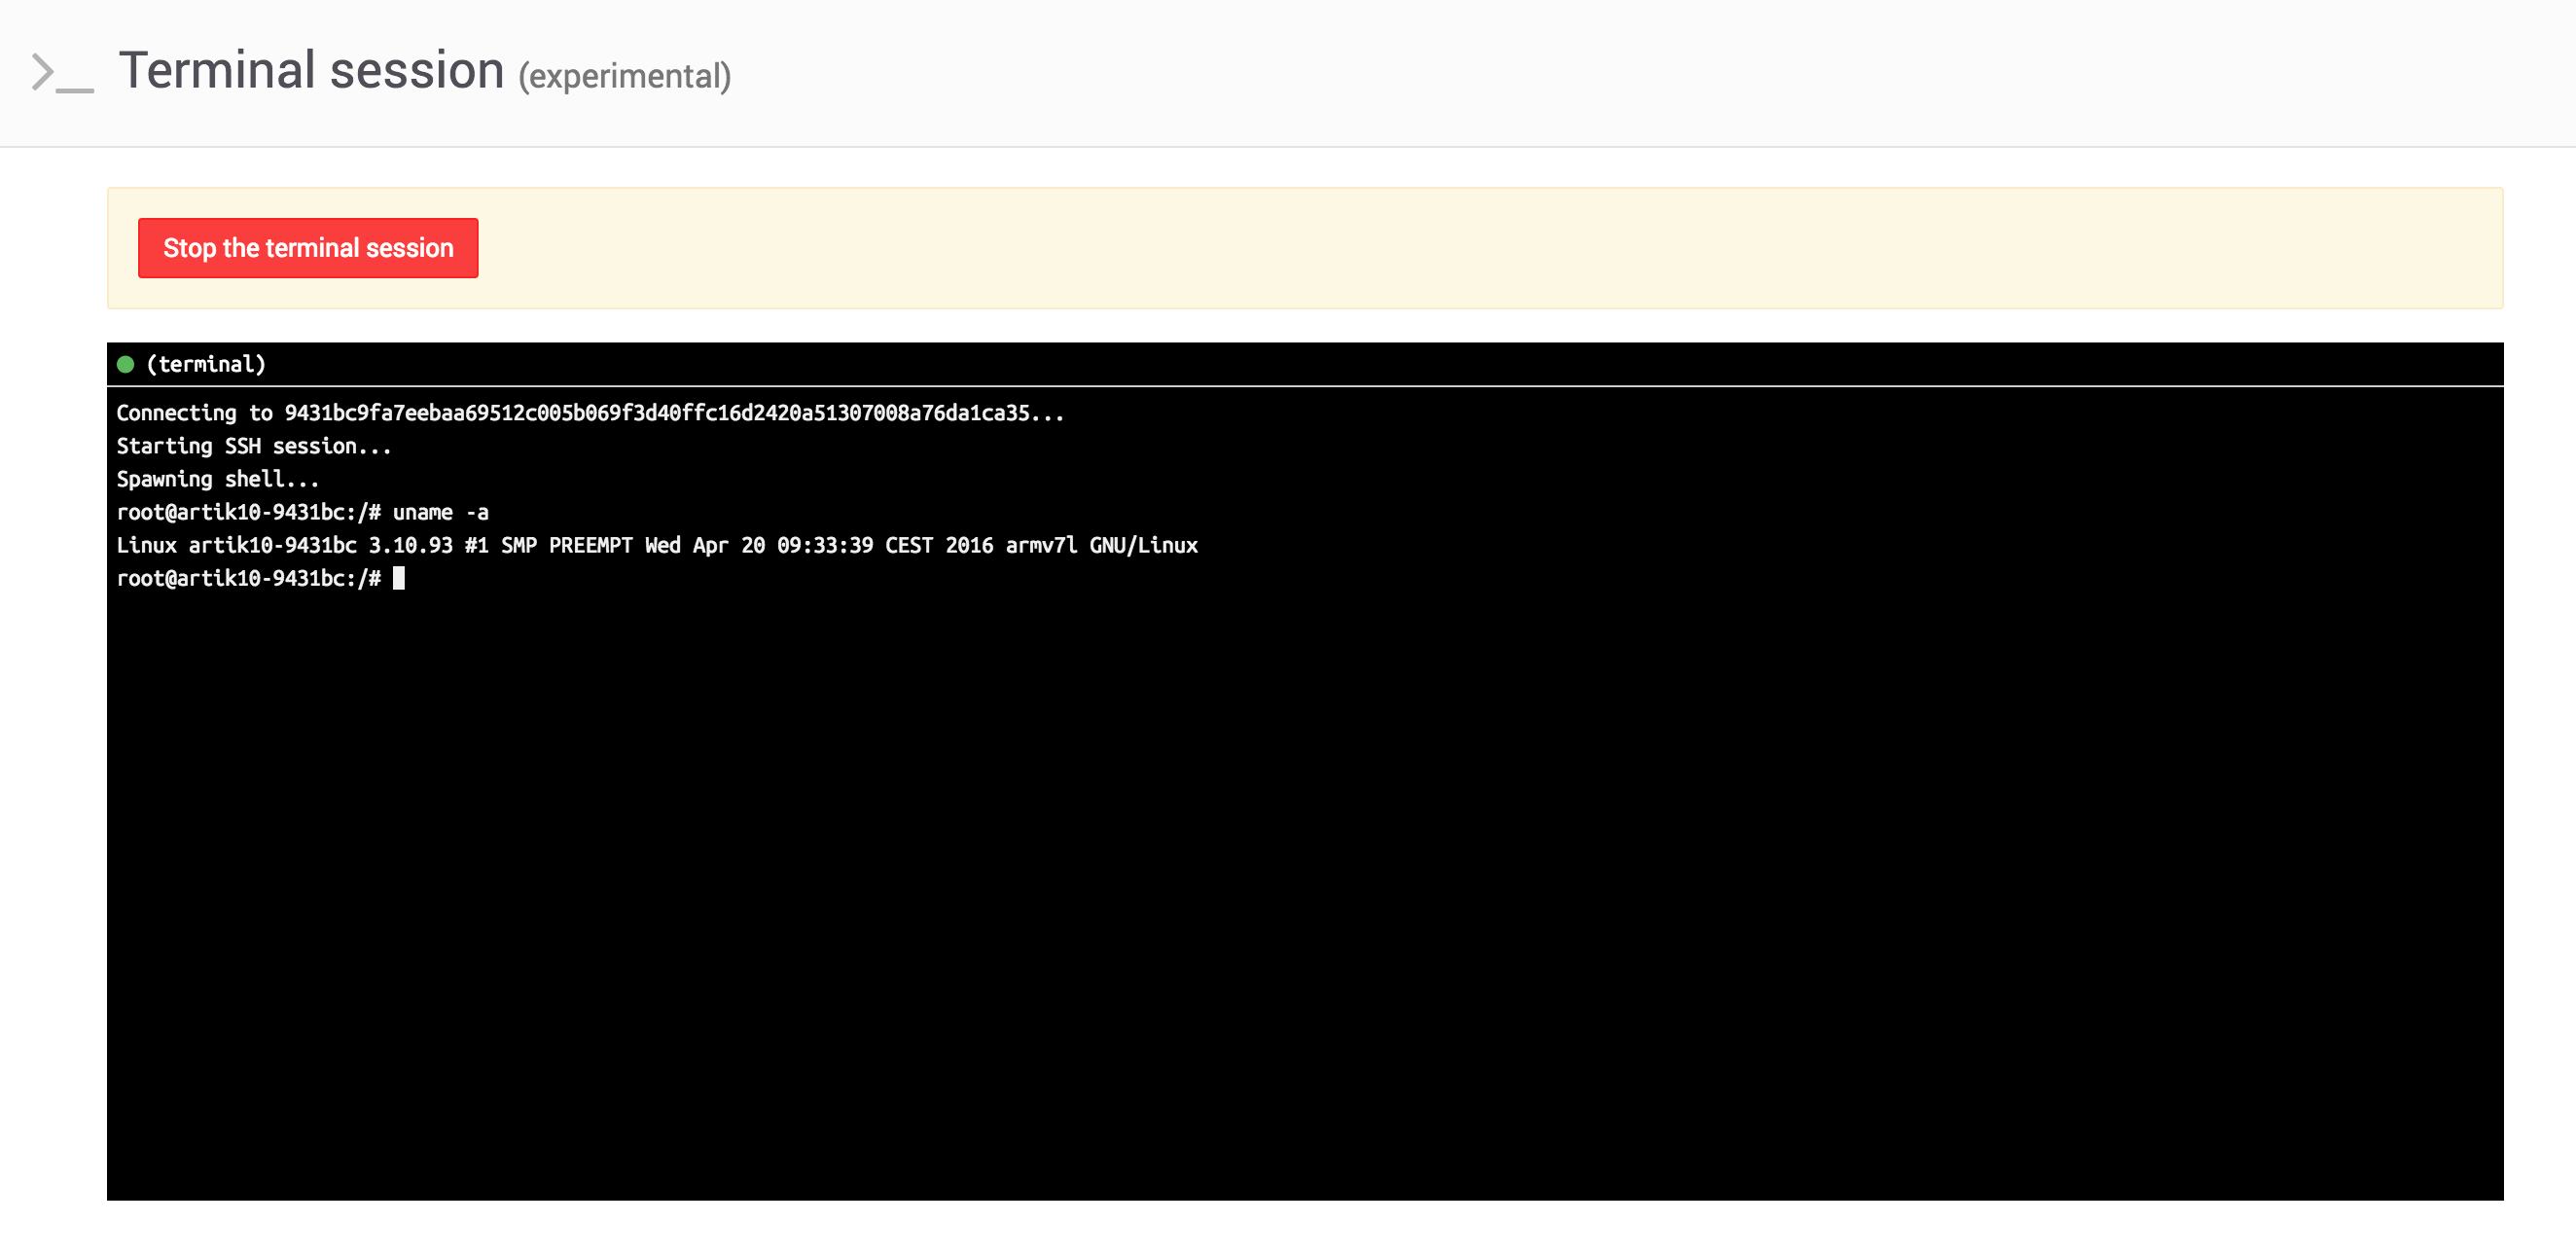 >_ Terminal session (experimental)
Stop the terminal session
(terminal)
Connecting to 9431bc9fa7eebaa69512c005b069f3d40ffc16d2420a51307008a76da1ca35...
Starting SSH session...
Spawning shell...
root@artik10-9431bc:/# uname -a
Linux artik10-9431bc 3.10.93 #1 SMP PREEMPT Wed Apr 20 09:33:39 CEST 2016 armv7l GNU/Linux
root@artik10-9431bc:/#